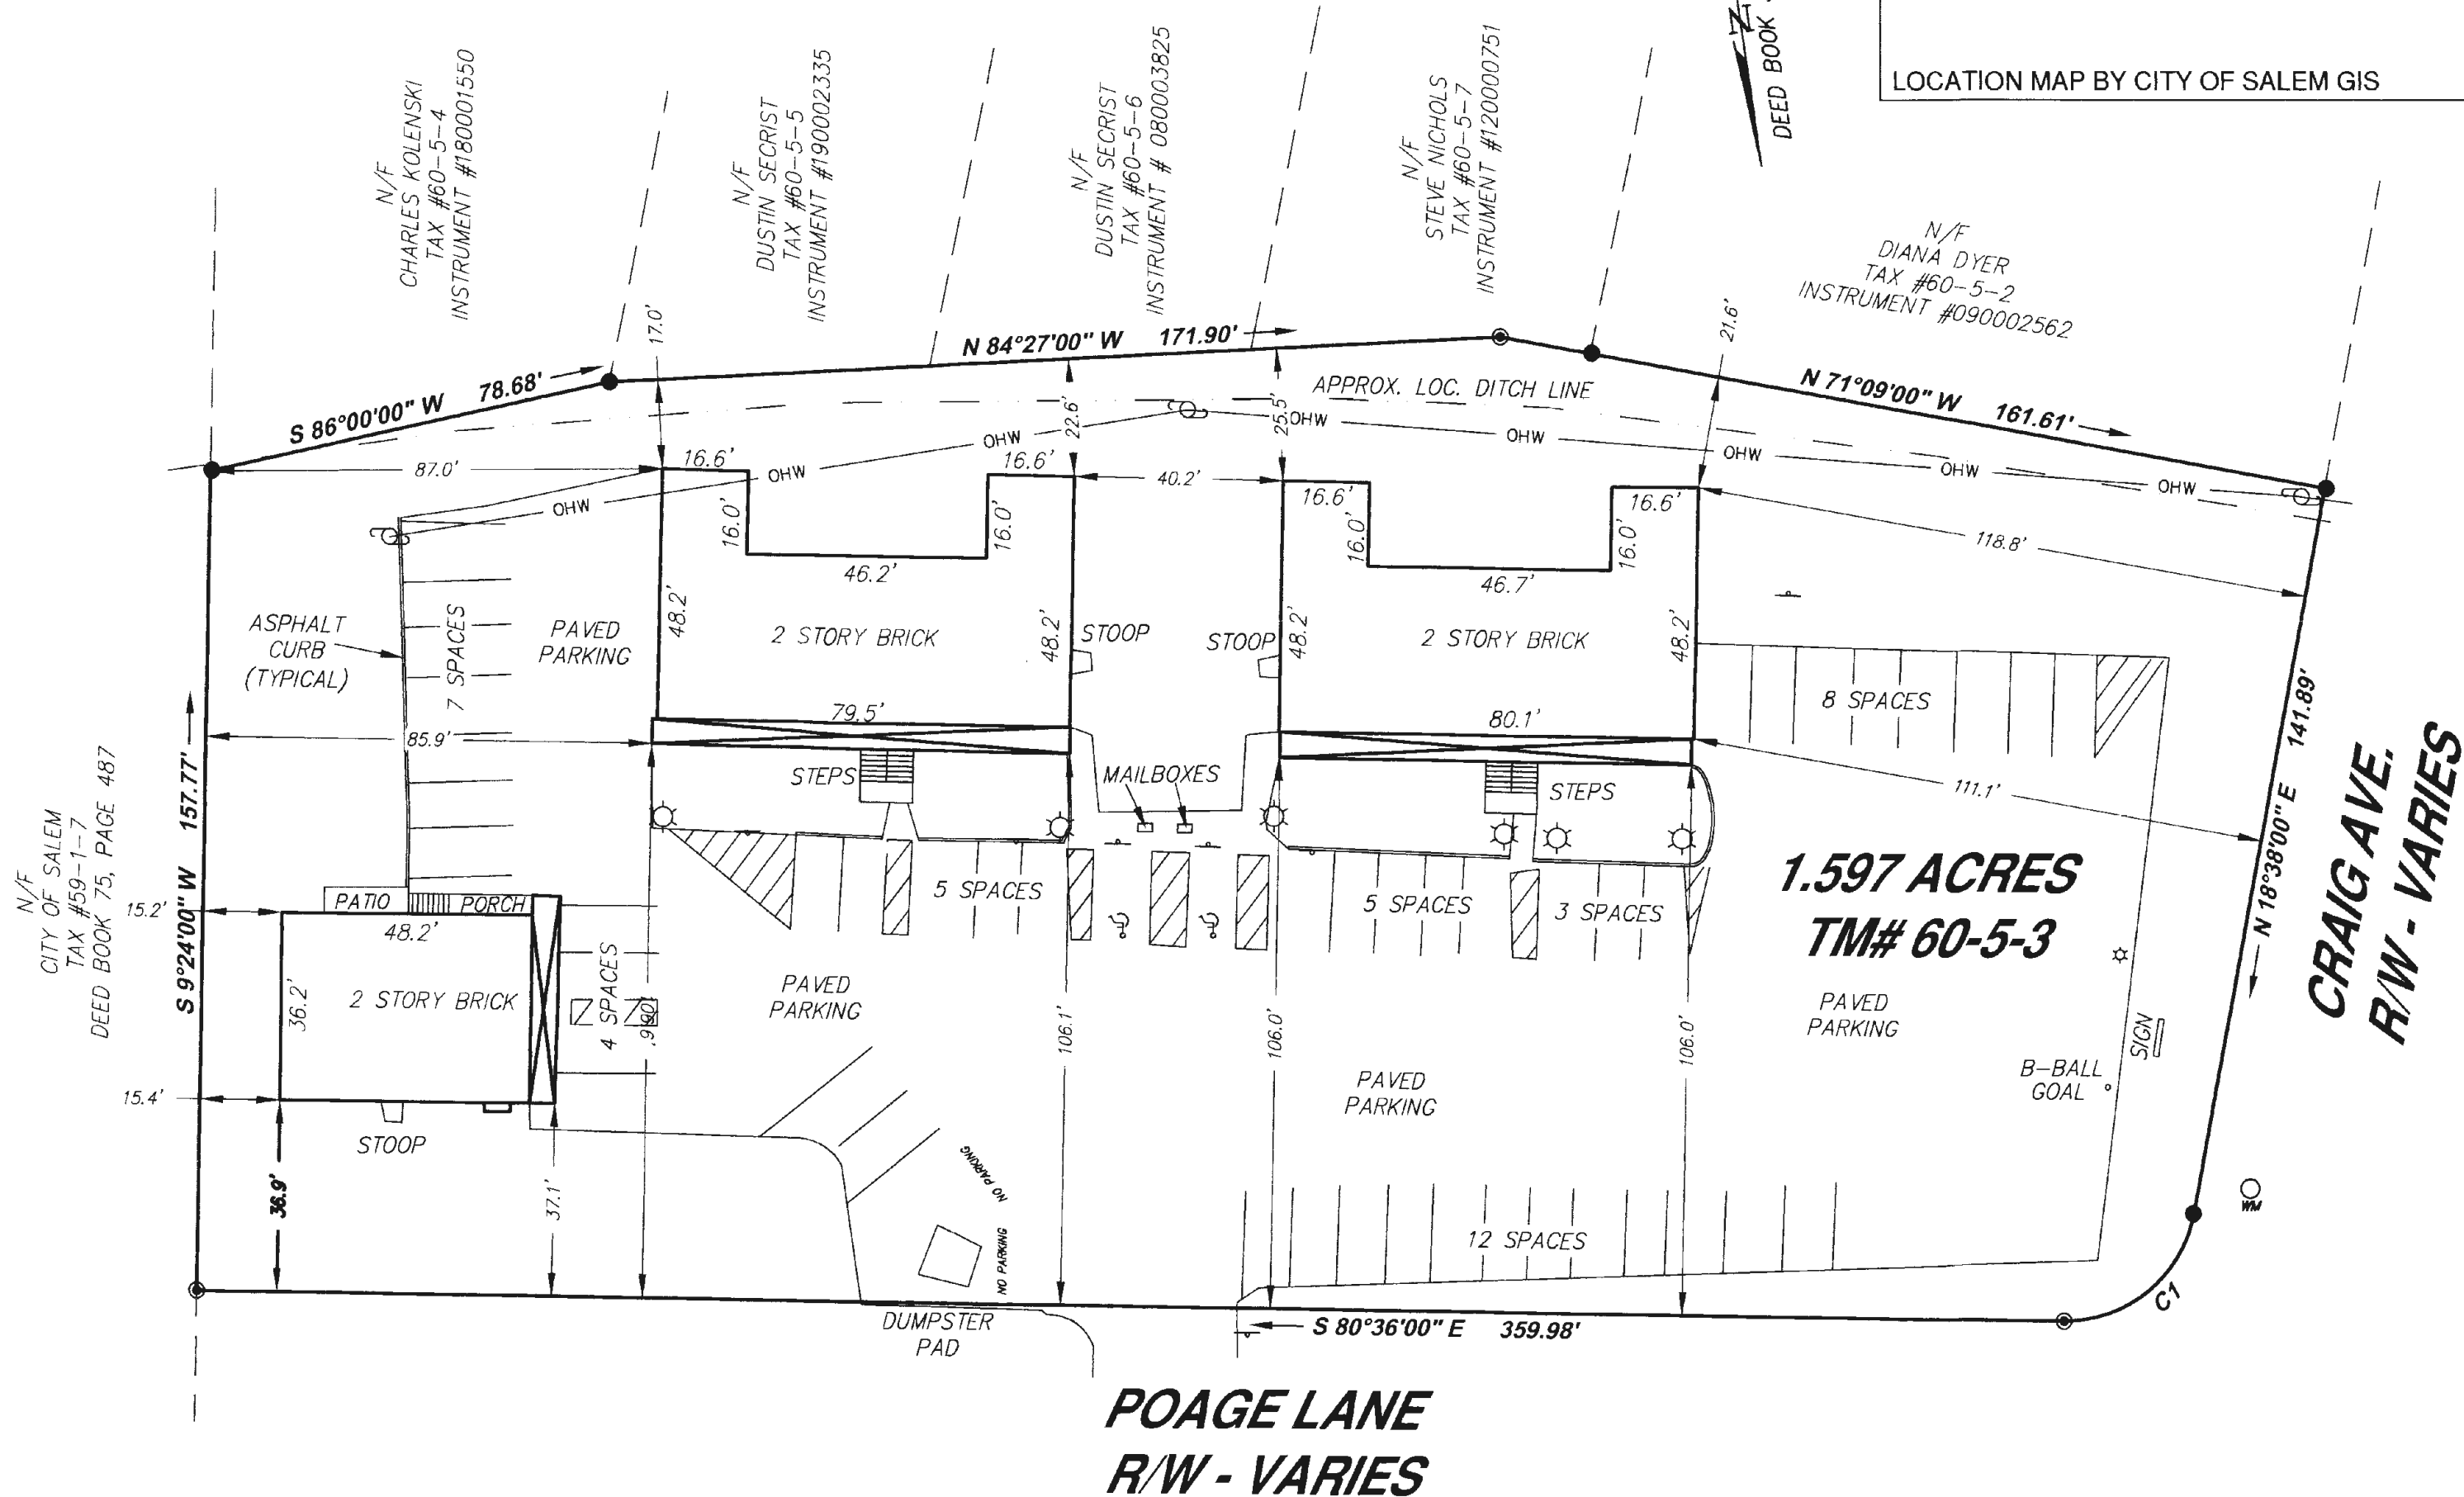 DEED BOOK
LOCATION MAP BY CITY OF SALEM GIS
N/F
CHARLES KOLENSKI
TAX #60-5-4
INSTRUMENT #180001550
N/F
DUSTIN SECRIST
TAX #60-5-5
INSTRUMENT #190002335
N/F
DUSTIN SECRIST
TAX #60-5-6
INSTRUMENT # 080003825
N/F
STEVE NICHOLS
TAX #60-5-7
INSTRUMENT #120000751
N/F
DIANA DYER
TAX #60-5-2
INSTRUMENT #090002562
S 86°00'00" W 78.68'
17.0'
N 84°27'00" W 171.90'
21.6'
N 71°09'00" W 161.61'
APPROX. LOC. DITCH LINE
22.6'
25.5'
OHW
OHW
OHW
OHW
OHW
OHW
OHW
OHW
87.0'
16.6'
16.6'
40.2'
16.6'
16.6'
16.0'
16.0'
16.0'
16.0'
118.8'
46.2'
46.7'
ASPHALT
CURB
(TYPICAL)
7 SPACES
PAVED
PARKING
48.2'
2 STORY BRICK
48.2'
STOOP
STOOP
48.2'
2 STORY BRICK
48.2'
8 SPACES
79.5'
80.1'
85.9'
STEPS
MAILBOXES
STEPS
111.1'
N 18°38'00" E 141.89'
CRAIG AVE.
R/W - VARIES
N/F
CITY OF SALEM
TAX #59-1-7
DEED BOOK 75, PAGE 487
S 9°24'00" W 157.77'
1.597 ACRES
TM# 60-5-3
15.2'
PATIO
PORCH
48.2'
5 SPACES
5 SPACES
3 SPACES
36.2'
2 STORY BRICK
4 SPACES
PAVED
PARKING
106.1'
106.0'
106.0'
PAVED
PARKING
SIGN
PAVED
PARKING
B-BALL
GOAL
15.4'
STOOP
36.9'
37.1'
NO PARKING
NO PARKING
12 SPACES
WM
C1
DUMPSTER
PAD
S 80°36'00" E 359.98'
POAGE LANE
R/W - VARIES